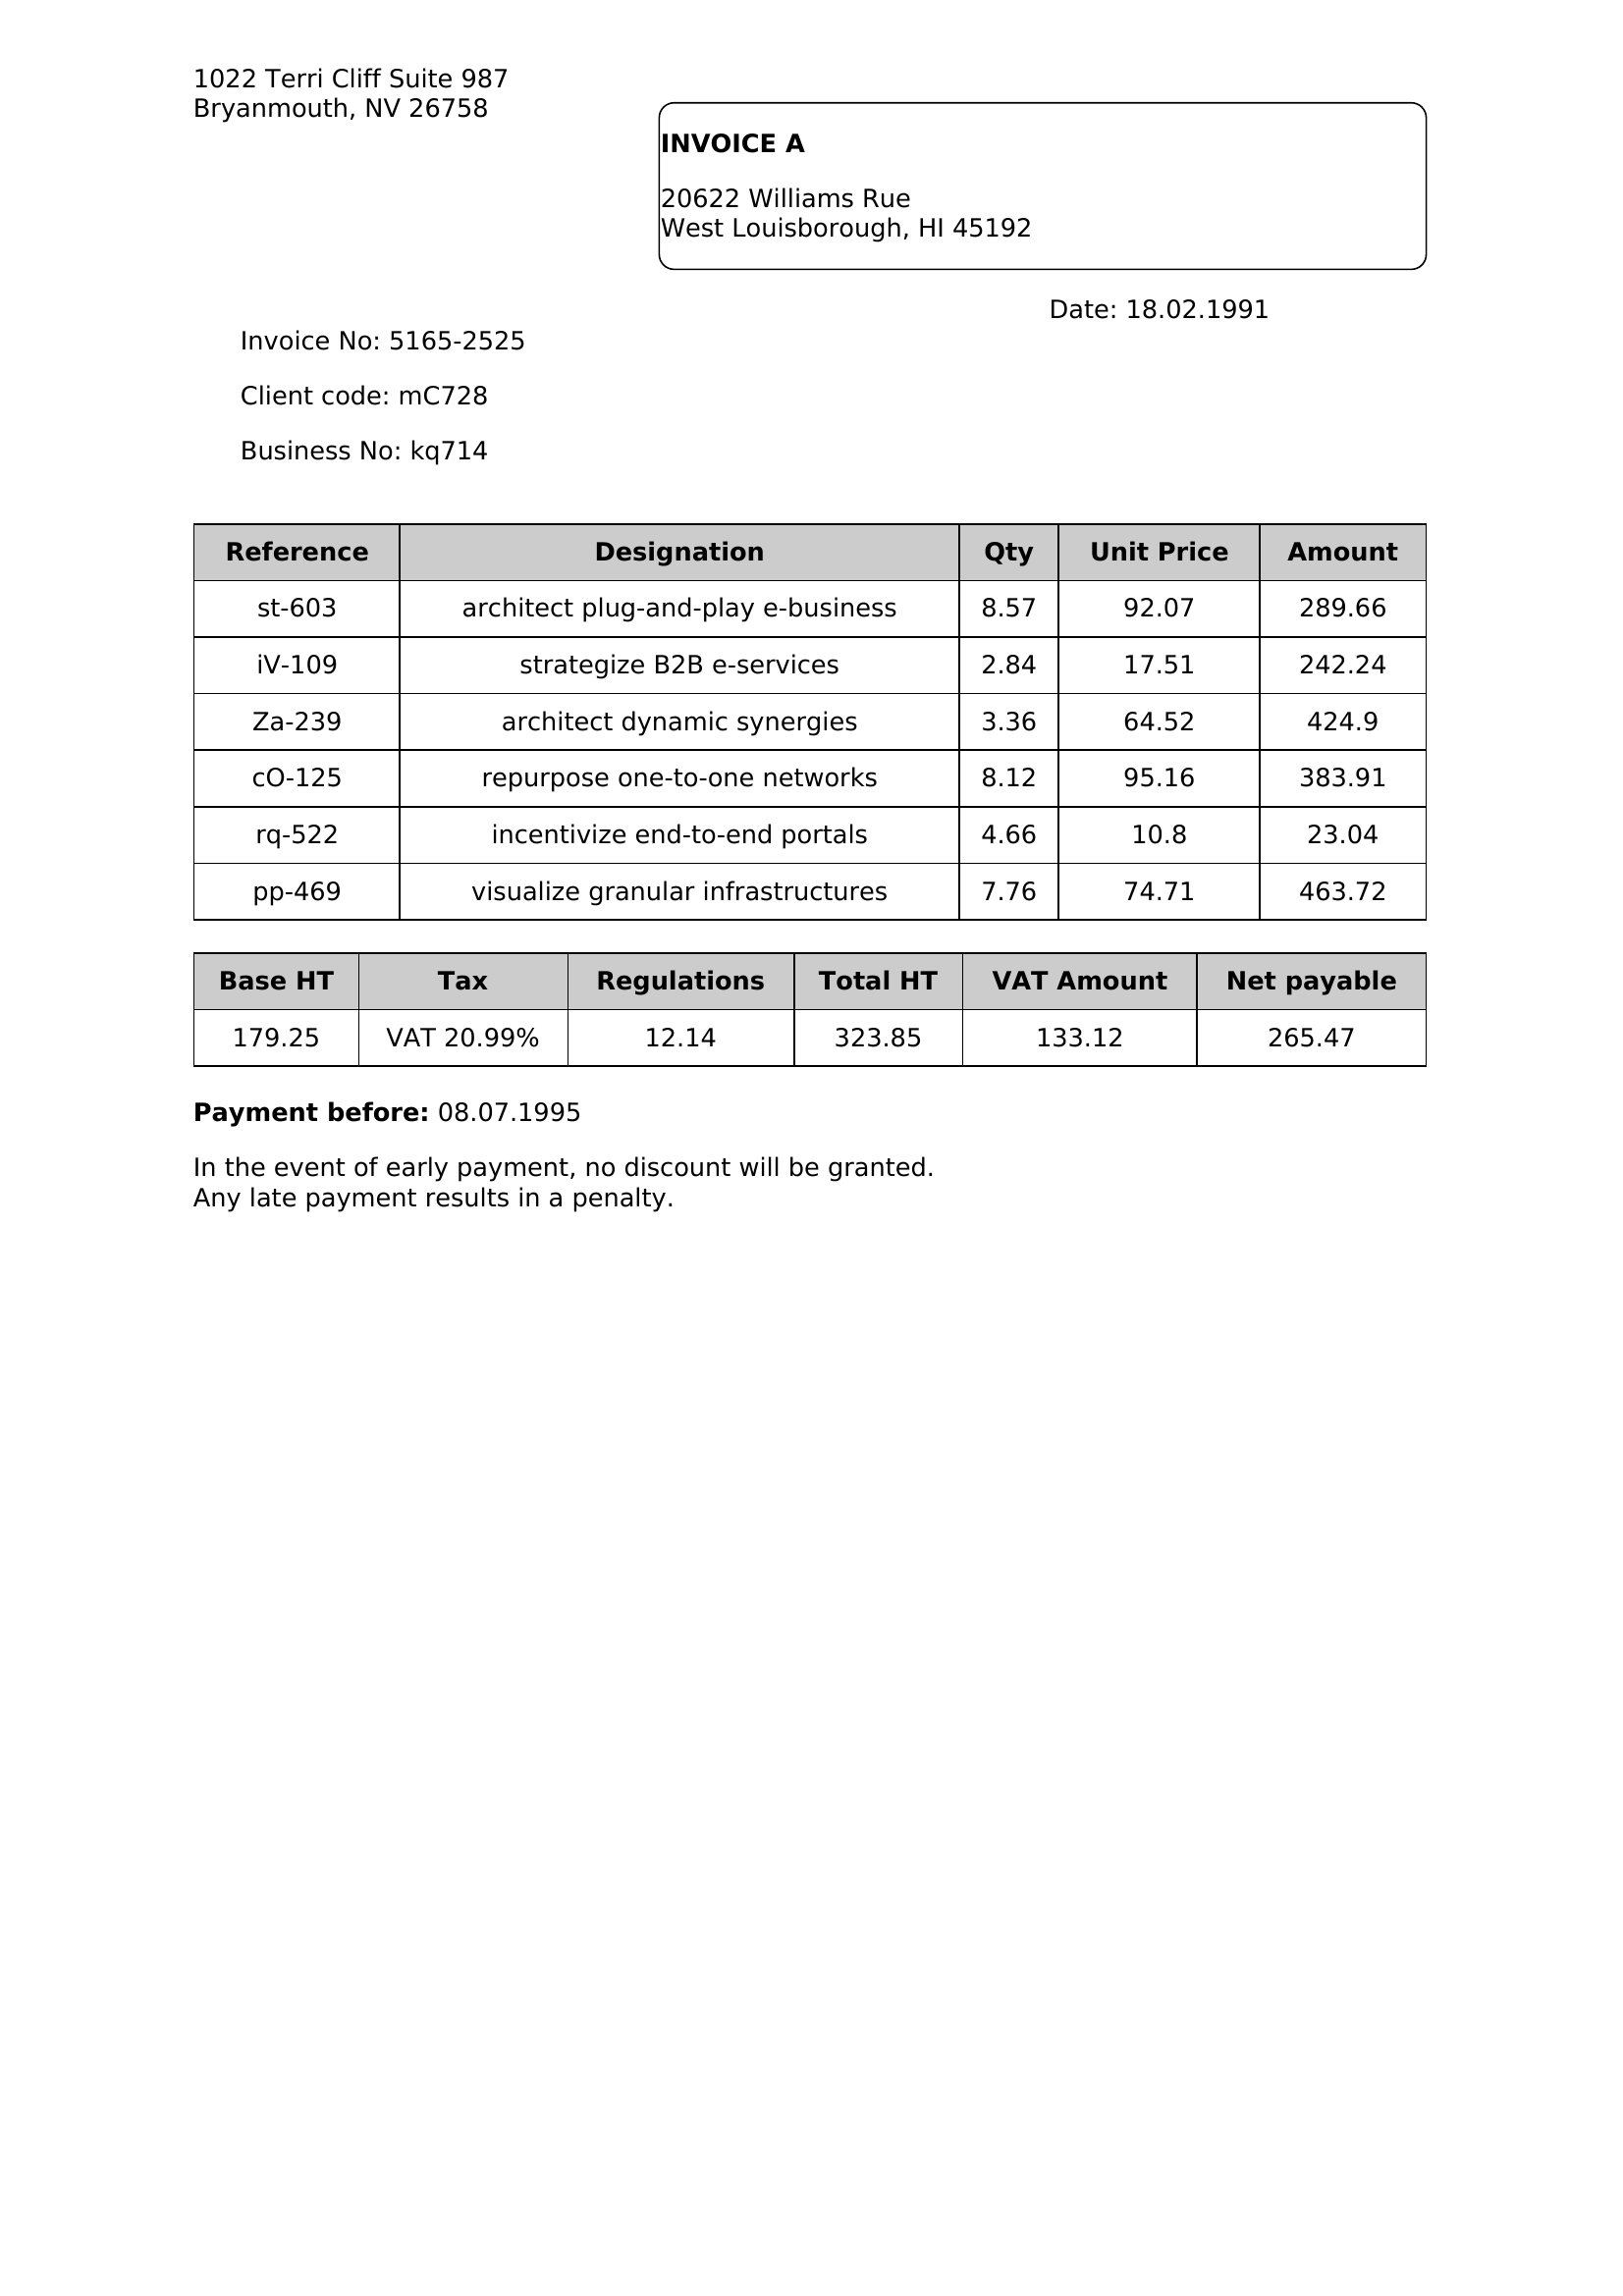 1022 Terri Cliff Suite 987
Bryanmouth, NV 26758
INVOICE A
20622 Williams Rue
West Louisborough, HI 45192
Date: 18.02.1991
Invoice No: 5165-2525
Client code: mC728
Business No: kq714
Reference Designation Qty Unit Price Amount
st-603 architect plug-and-play e-business 8.57 92.07 289.66
iV-109 strategize B2B e-services 2.84 17.51 242.24
Za-239 architect dynamic synergies 3.36 64.52 424.9
cO-125 repurpose one-to-one networks 8.12 95.16 383.91
rq-522 incentivize end-to-end portals 4.66 10.8 23.04
pp-469 visualize granular infrastructures 7.76 74.71 463.72
Base HT Tax Regulations Total HT VAT Amount Net payable
179.25 VAT 20.99% 12.14 323.85 133.12 265.47
Payment before: 08.07.1995
In the event of early payment, no discount will be granted.
Any late payment results in a penalty.